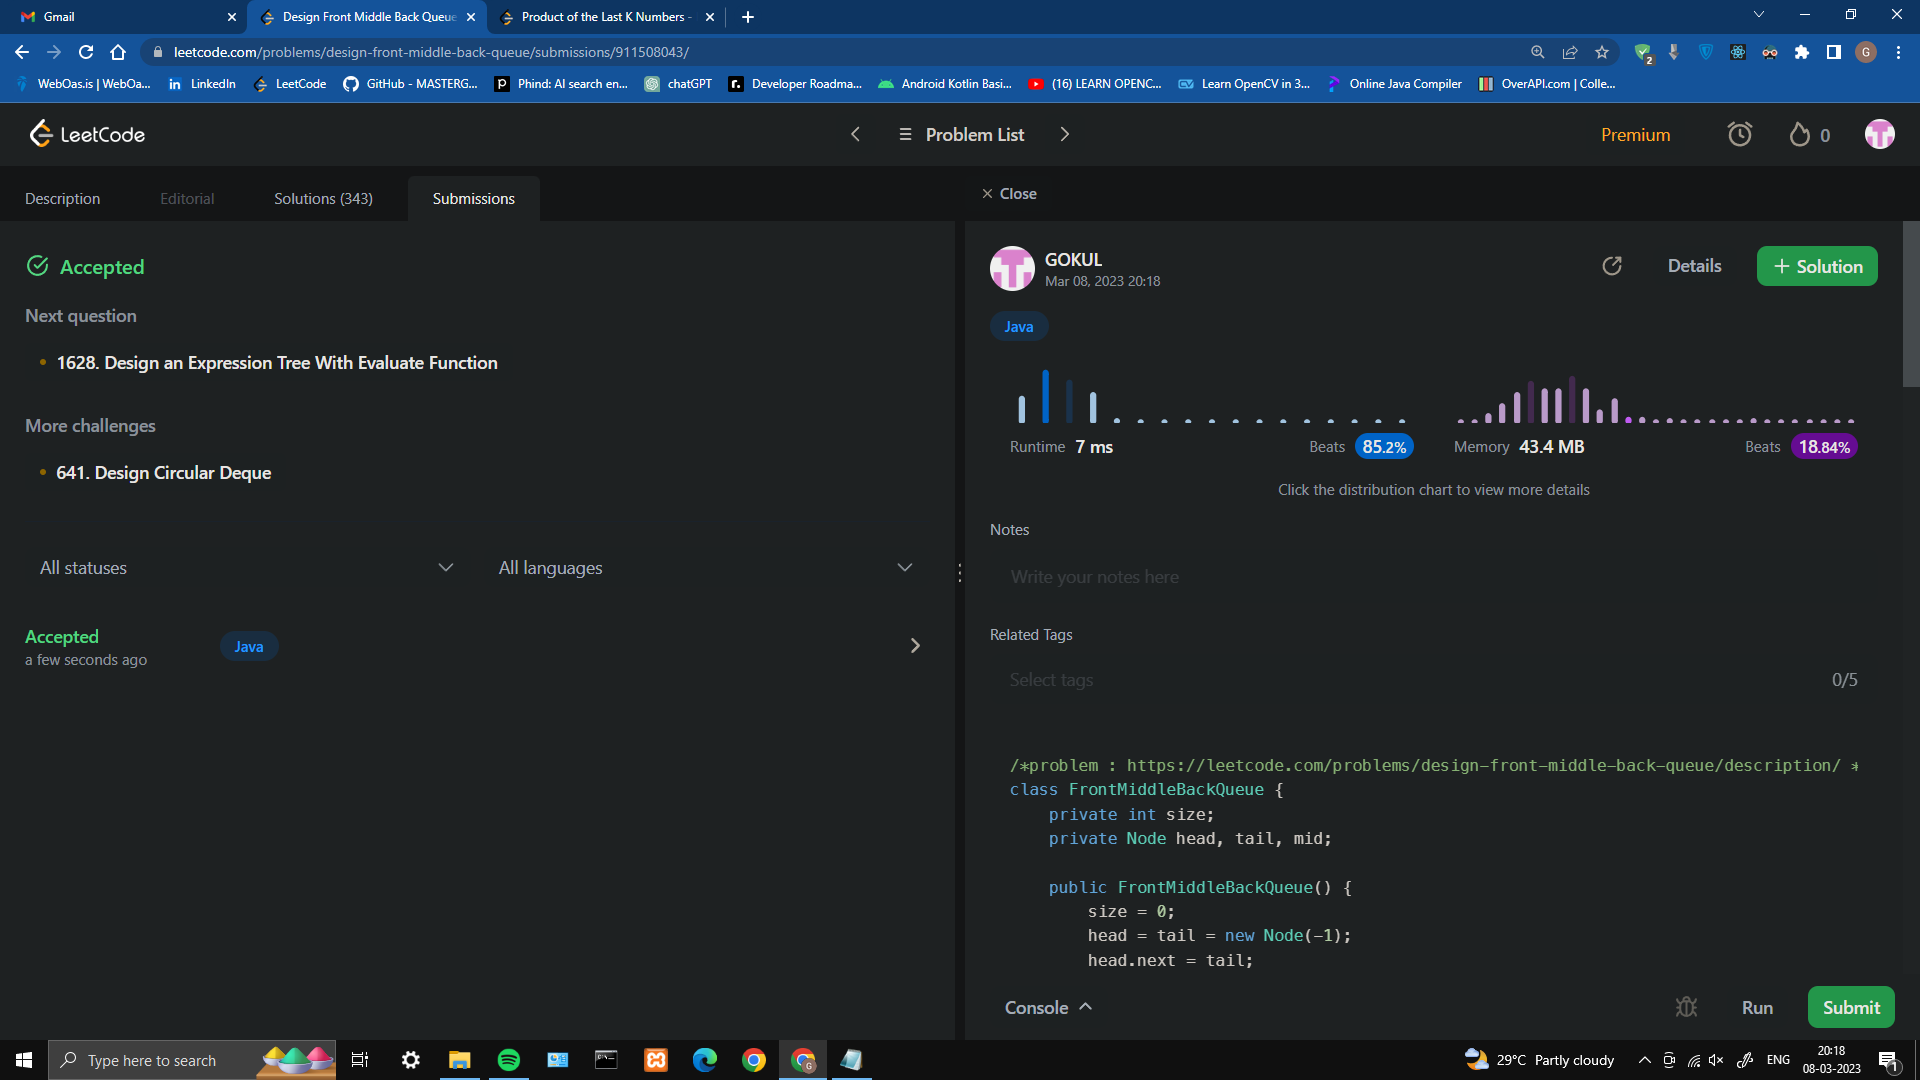 Gmail
Design Front Middle Back Queue
Product of the Last K Numbers -
leetcode.com/problems/design-front-middle-back-queue/submissions/911508043/
2
G
WebOas.is | WebOa...
LinkedIn
LeetCode
GitHub - MASTERG...
Phind: AI search en...
chatGPT
Developer Roadma...
Android Kotlin Basi...
(16) LEARN OPENC...
Learn OpenCV in 3...
Online Java Compiler
OverAPI.com | Colle...
LeetCode
Problem List
Premium
0
Description
Editorial
Solutions (343)
Submissions
Close
Accepted
Next question
1628. Design an Expression Tree With Evaluate Function
More challenges
641. Design Circular Deque
All statuses
All languages
Accepted
a few seconds ago
Java
GOKUL
Mar 08, 2023 20:18
Details
+ Solution
Java
Runtime 7 ms
Beats 85.2%
Memory 43.4 MB
Beats 18.84%
Click the distribution chart to view more details
Notes
Write your notes here
Related Tags
Select tags
0/5
/*problem : https://leetcode.com/problems/design-front-middle-back-queue/description/ *
class FrontMiddleBackQueue {
private int size;
private Node head, tail, mid;
public FrontMiddleBackQueue() {
size = 0;
head = tail = new Node(-1);
head.next = tail;
Console
Run
Submit
Type here to search
29°C Partly cloudy
ENG
20:18
08-03-2023
1